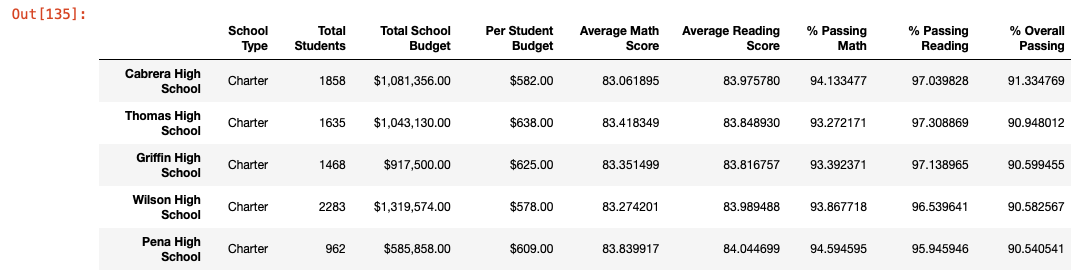 Out[135]:
School Type Total Students Total School Budget Per Student Budget Average Math Score Average Reading Score % Passing Math % Passing Reading % Overall Passing
Cabrera High School Charter 1858 $1,081,356.00 $582.00 83.061895 83.975780 94.133477 97.039828 91.334769
Thomas High School Charter 1635 $1,043,130.00 $638.00 83.418349 83.848930 93.272171 97.308869 90.948012
Griffin High School Charter 1468 $917,500.00 $625.00 83.351499 83.816757 93.392371 97.138965 90.599455
Wilson High School Charter 2283 $1,319,574.00 $578.00 83.274201 83.989488 93.867718 96.539641 90.582567
Pena High School Charter 962 $585,858.00 $609.00 83.839917 84.044699 94.594595 95.945946 90.540541